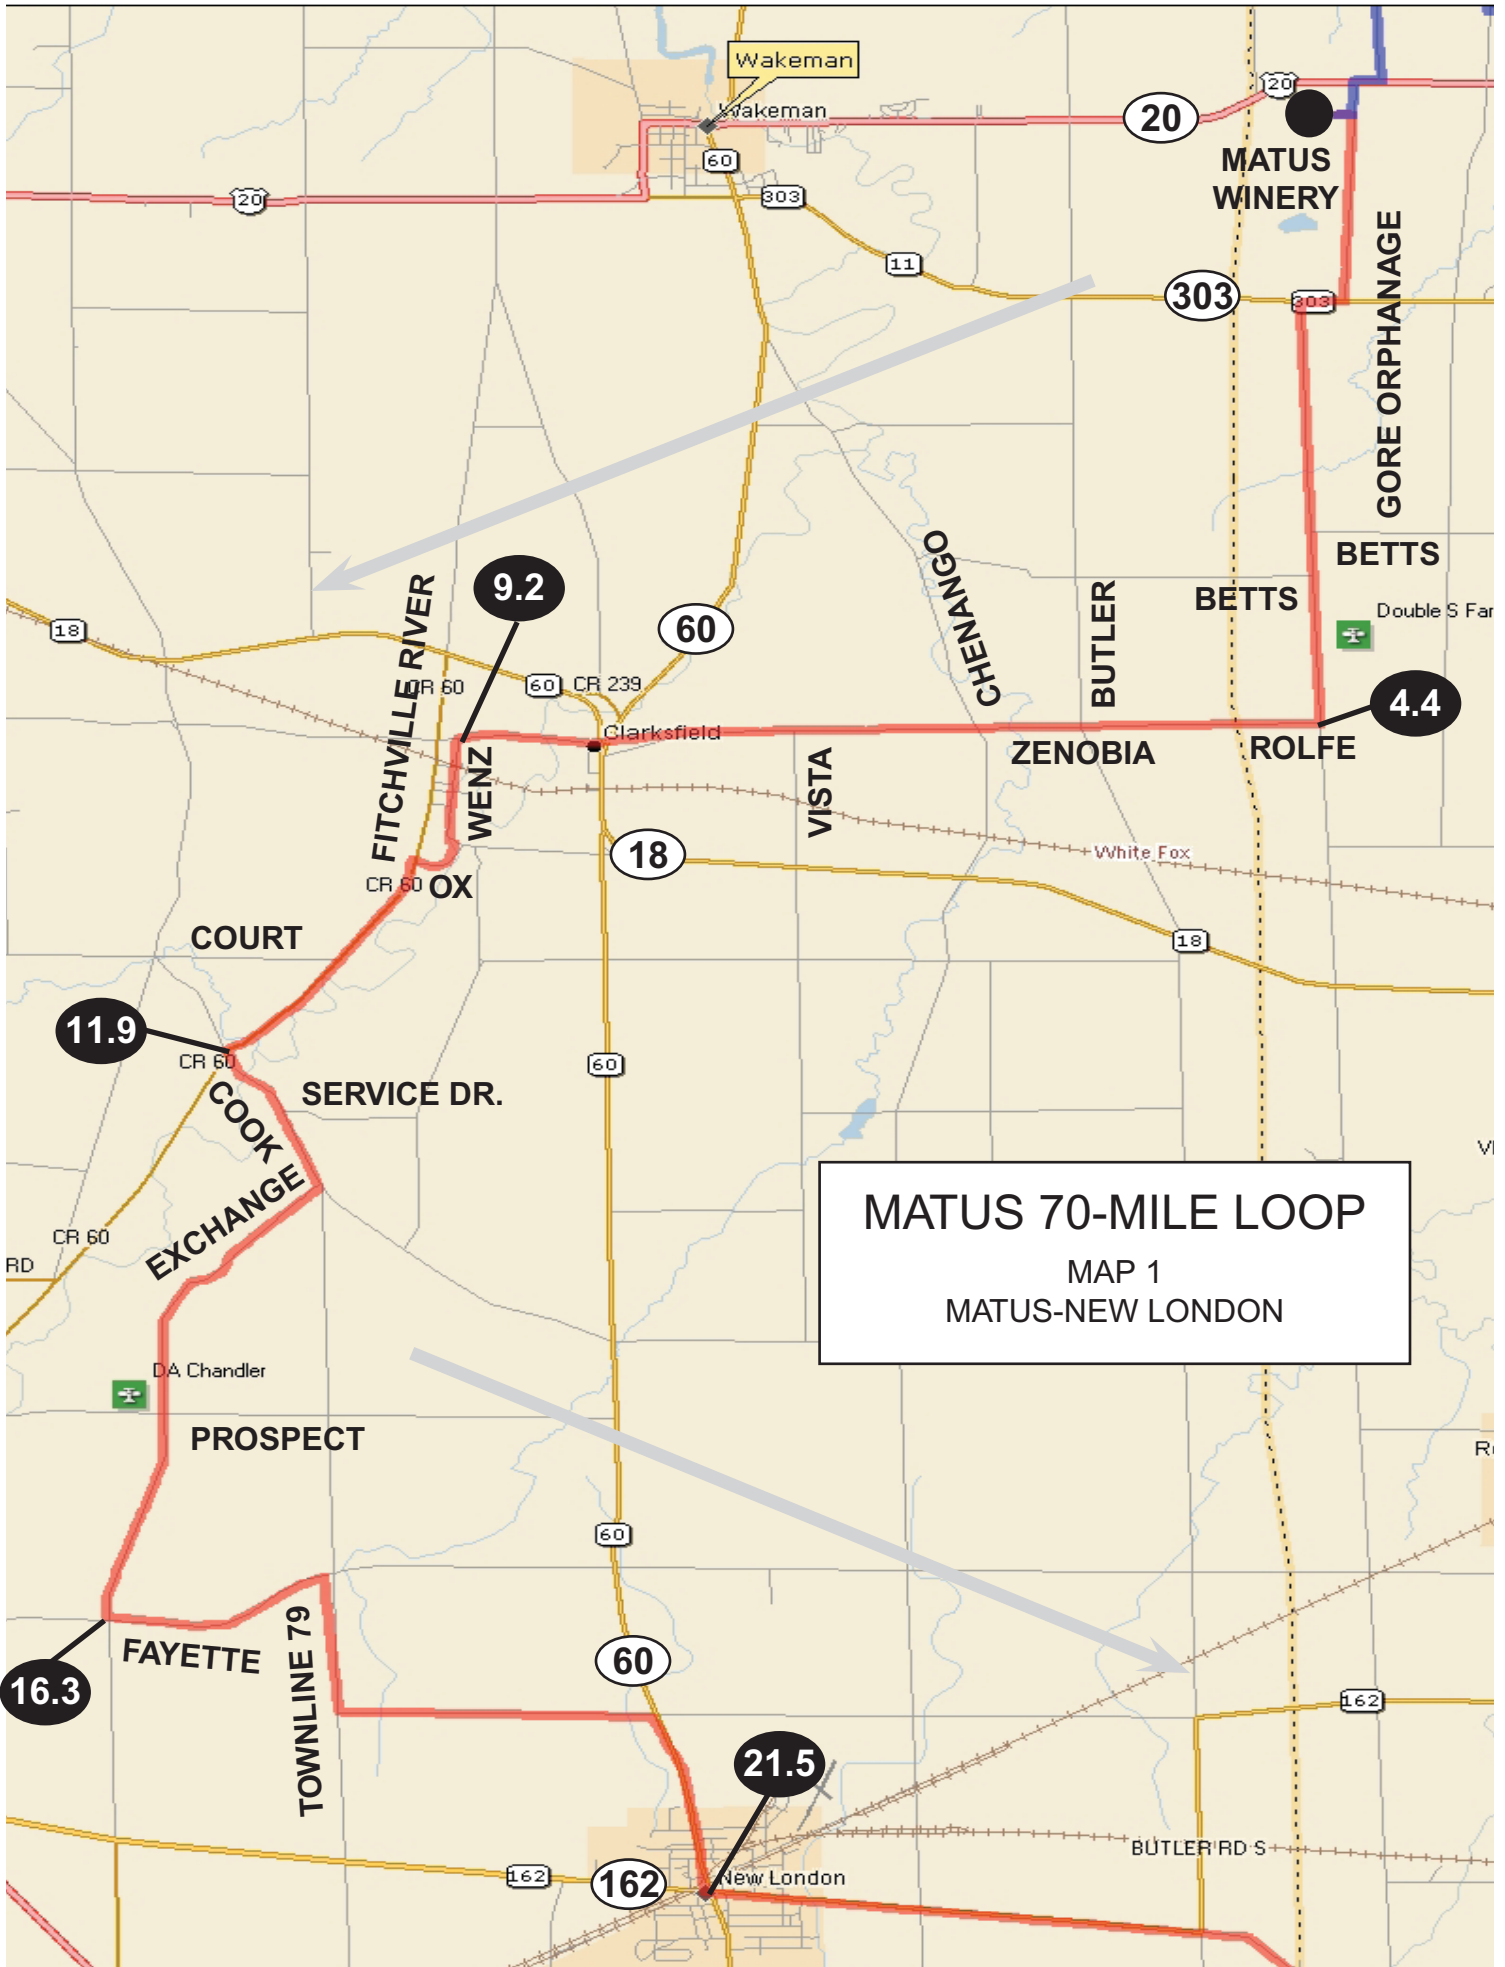 Wakeman
Wakeman
20
20
20
MATUS
WINERY
60
303
11
303
303
GORE ORPHANAGE
BETTS
BETTS
Double S Far
CHENANGO
BUTLER
9.2
60
18
FITCHVILLE RIVER
CR 60
60
CR 239
Clarksfield
4.4
ZENOBIA
ROLFE
WENZ
VISTA
18
White Fox
CR 60
OX
COURT
18
11.9
CR 60
60
COOK
SERVICE DR.
EXCHANGE
CR 60
RD
MATUS 70-MILE LOOP
MAP 1
MATUS-NEW LONDON
DA Chandler
PROSPECT
60
FAYETTE
TOWNLINE 79
16.3
60
162
21.5
BUTLER RD S
162
162
New London